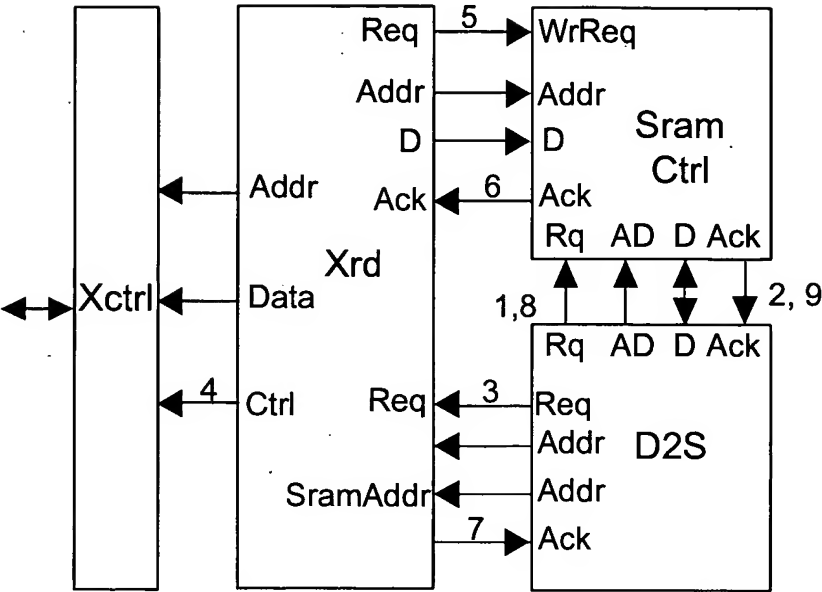 Req 5 WrReq
Addr Addr
D D
Sram
Ctrl
Addr
Ack 6 Ack
Rq AD D Ack
Xrd
Xctrl
Data
1,8
2, 9
Rq AD D Ack
4 Ctrl
Req 3 Req
Addr
D2S
SramAddr Addr
7 Ack